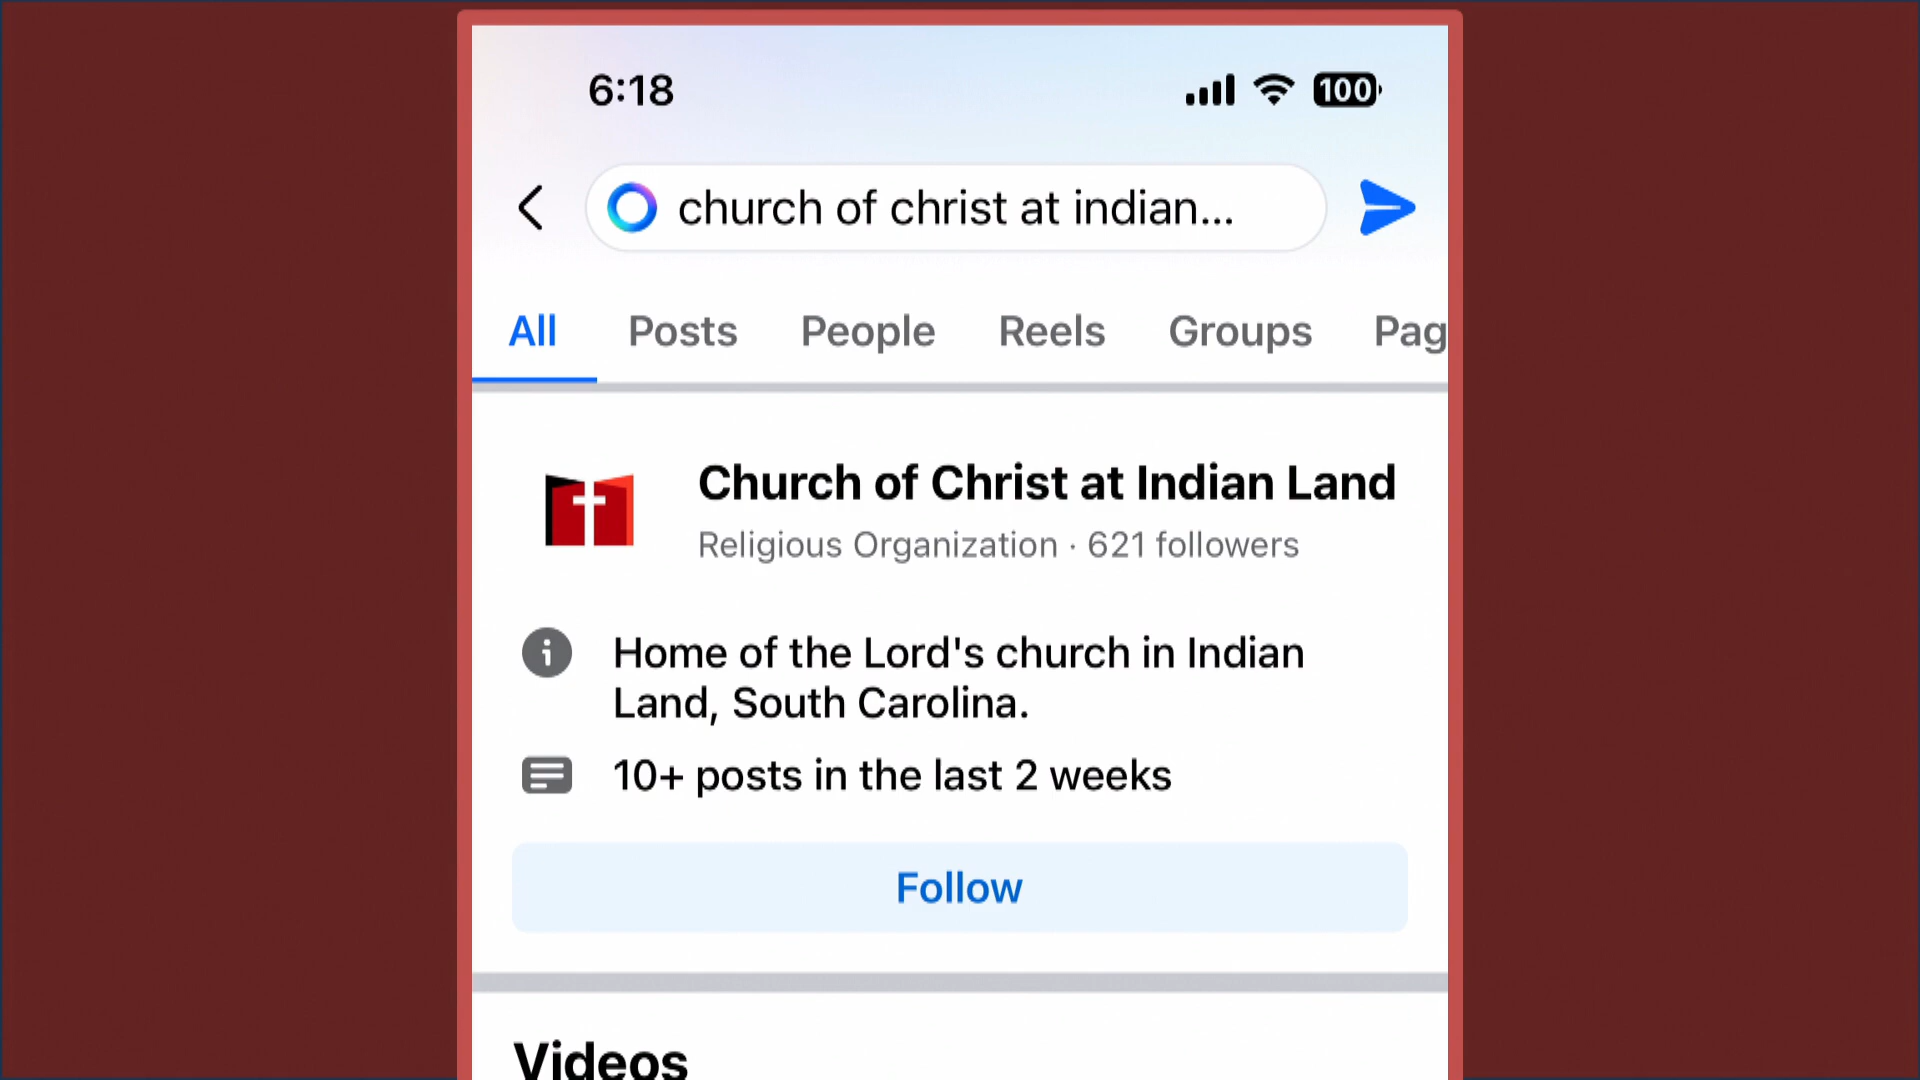 6:18
100
church of christ at indian...
All Posts People Reels Groups Pag
Church of Christ at Indian Land
Religious Organization · 621 followers
Home of the Lord's church in Indian
Land, South Carolina.
10+ posts in the last 2 weeks
Follow
Videos